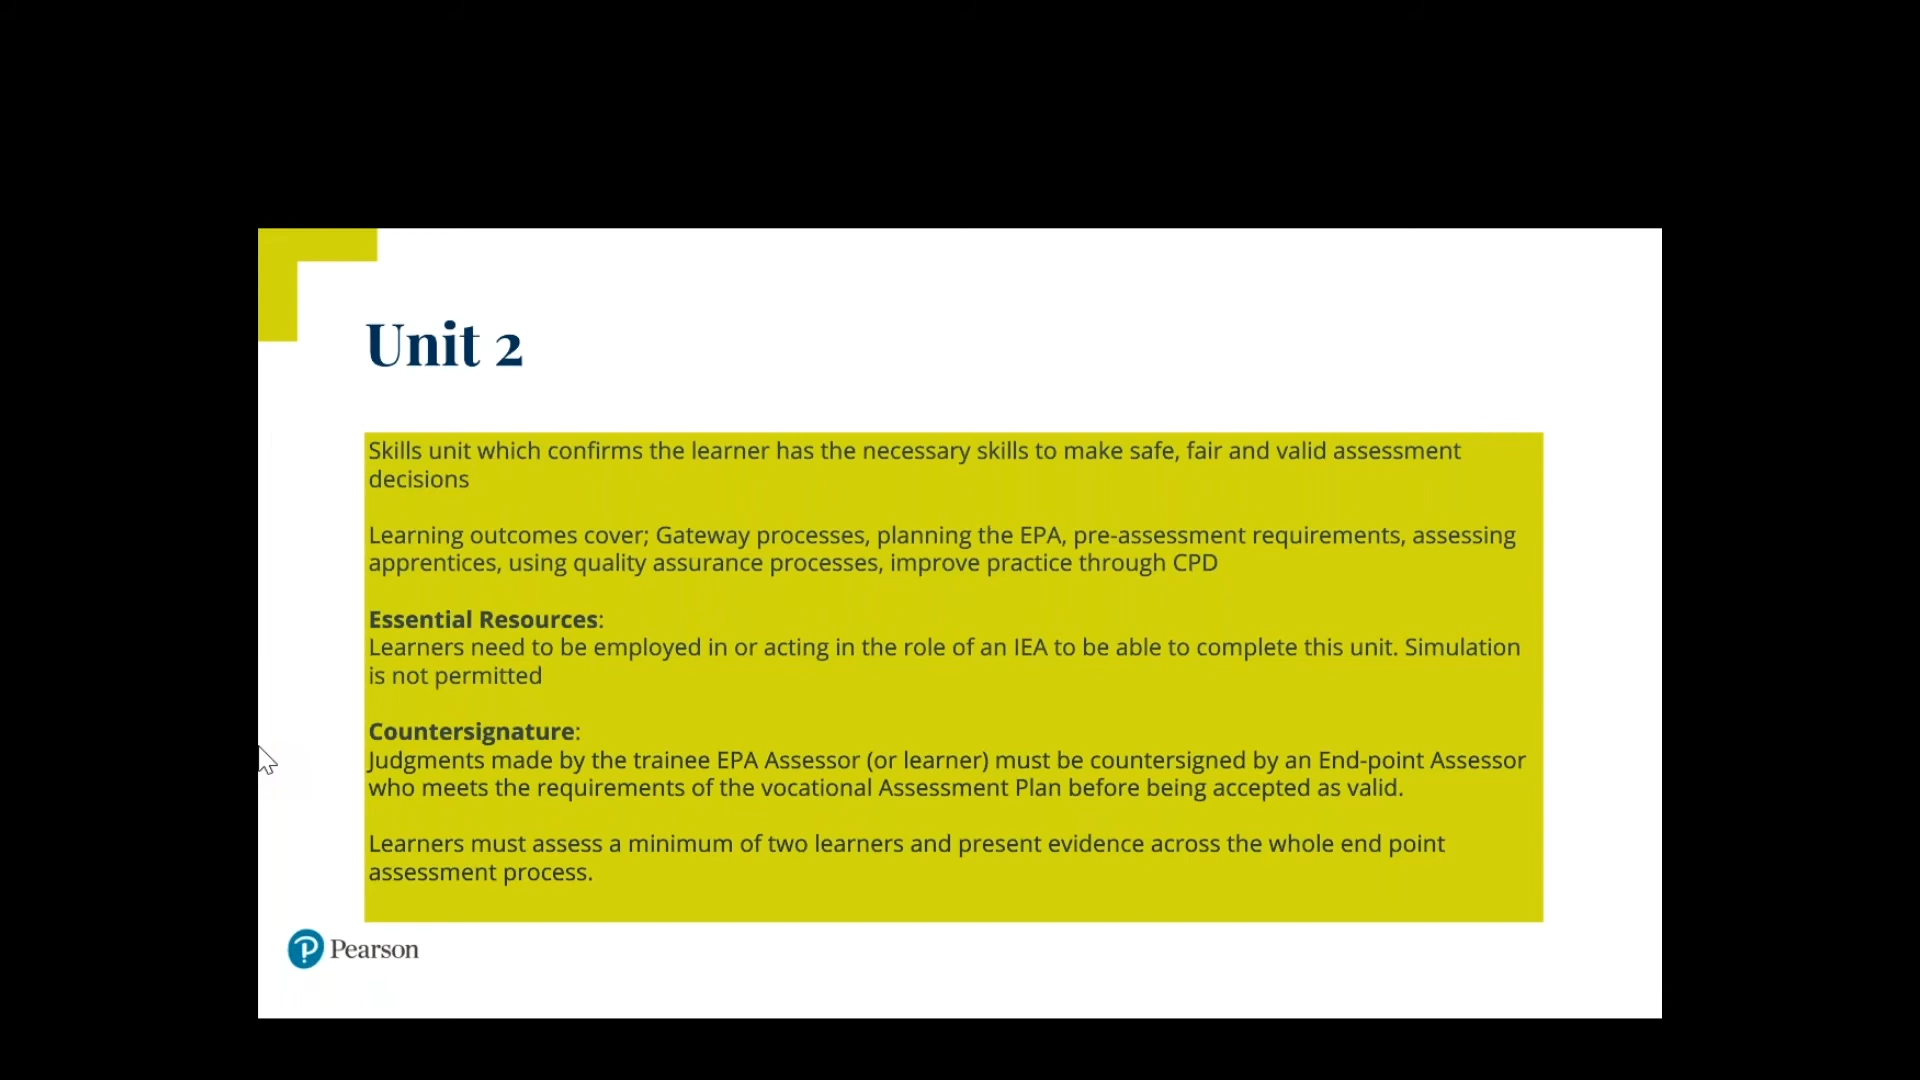 Unit 2
Skills unit which confirms the learner has the necessary skills to make safe, fair and valid assessment
decisions
Learning outcomes cover; Gateway processes, planning the EPA, pre-assessment requirements, assessing
apprentices, using quality assurance processes, improve practice through CPD
Essential Resources:
Learners need to be employed in or acting in the role of an IEA to be able to complete this unit. Simulation
is not permitted
Countersignature:
Judgments made by the trainee EPA Assessor (or learner) must be countersigned by an End-point Assessor
who meets the requirements of the vocational Assessment Plan before being accepted as valid.
Learners must assess a minimum of two learners and present evidence across the whole end point
assessment process.
Pearson